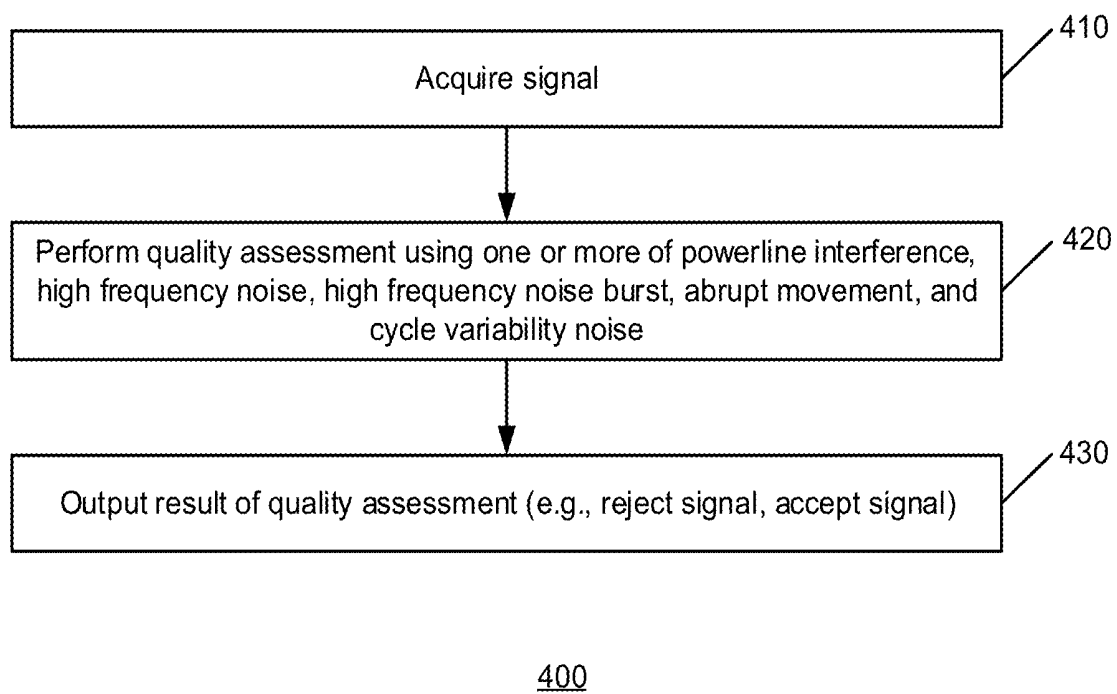 410
Acquire signal
420
Perform quality assessment using one or more of powerline interference,
high frequency noise, high frequency noise burst, abrupt movement, and
cycle variability noise
430
Output result of quality assessment (e.g., reject signal, accept signal)
400